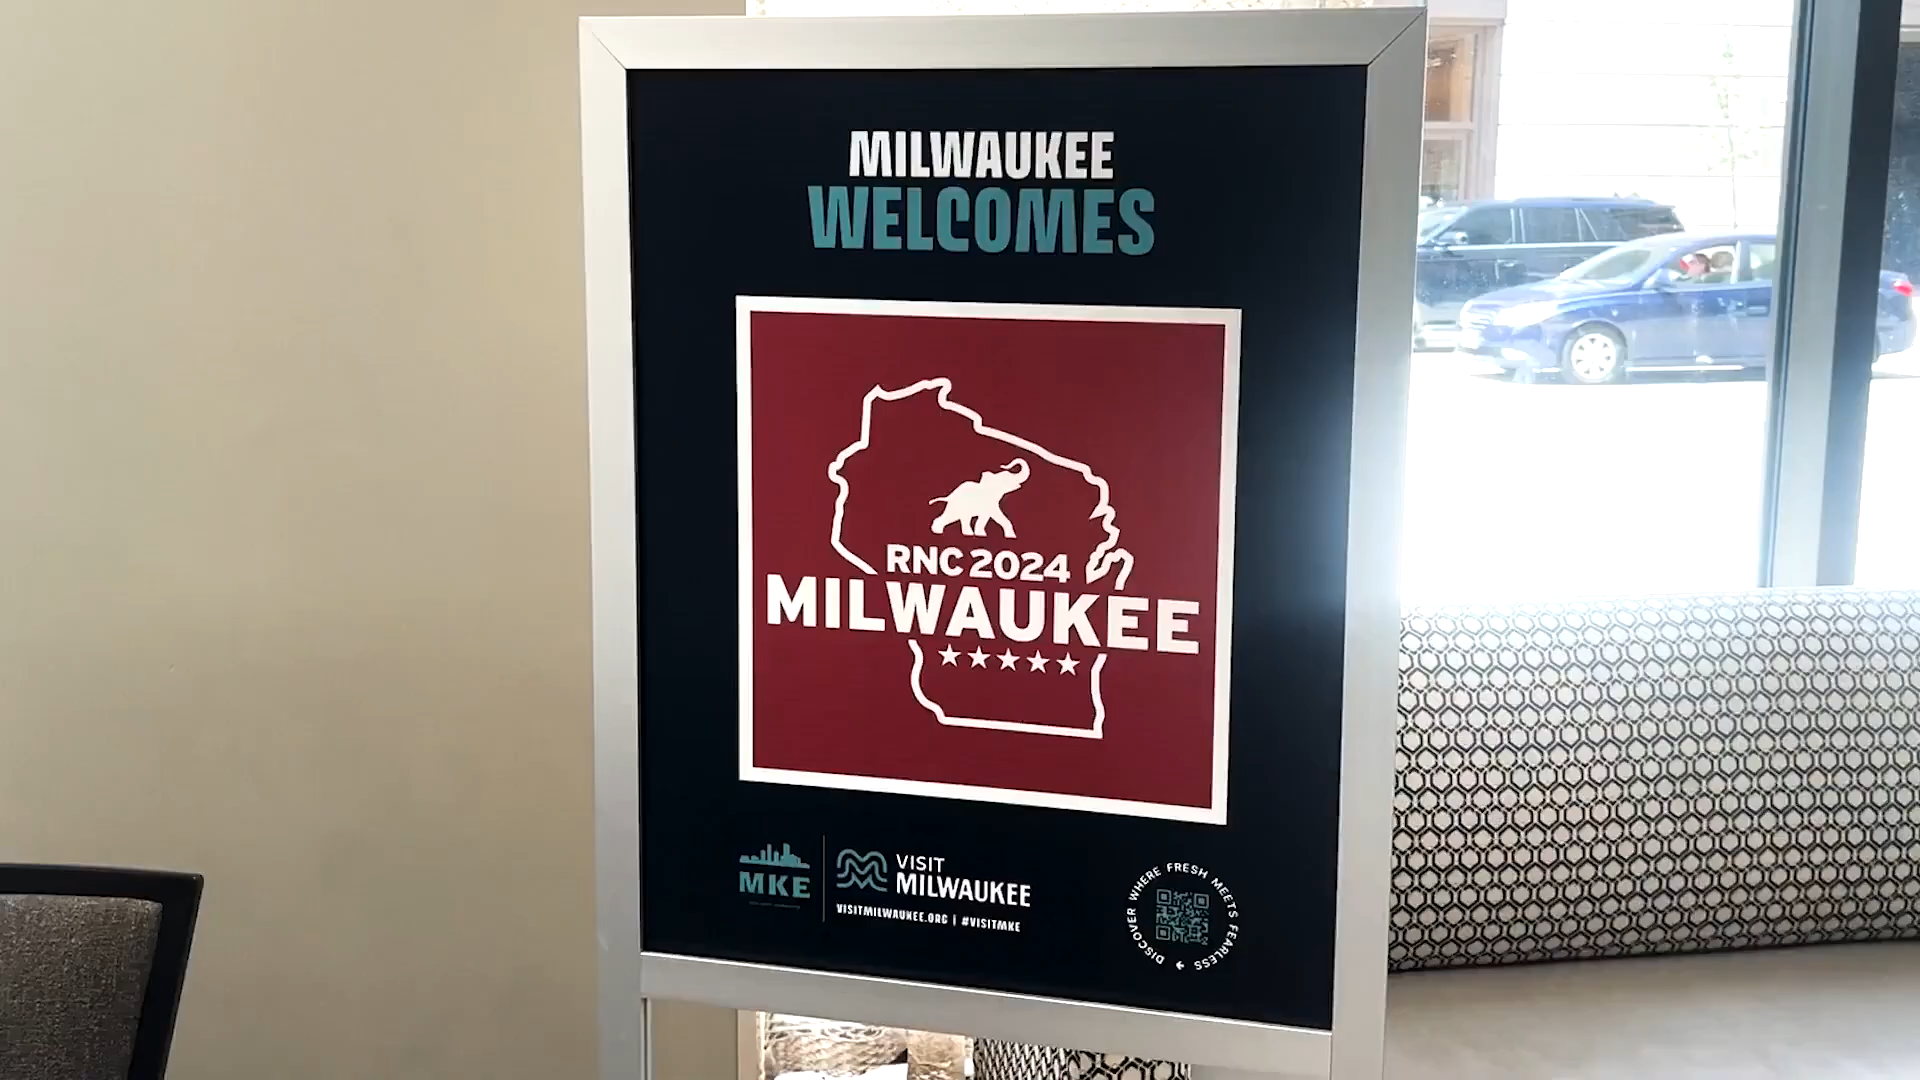 MILWAUKEE
WELCOMES
RNC 2024
MILWAUKEE
MKE
VISIT
MILWAUKEE
VISITMILWAUKEE.ORG | #VISITMKE
DISCOVER WHERE FRESH MEETS FEARLESS